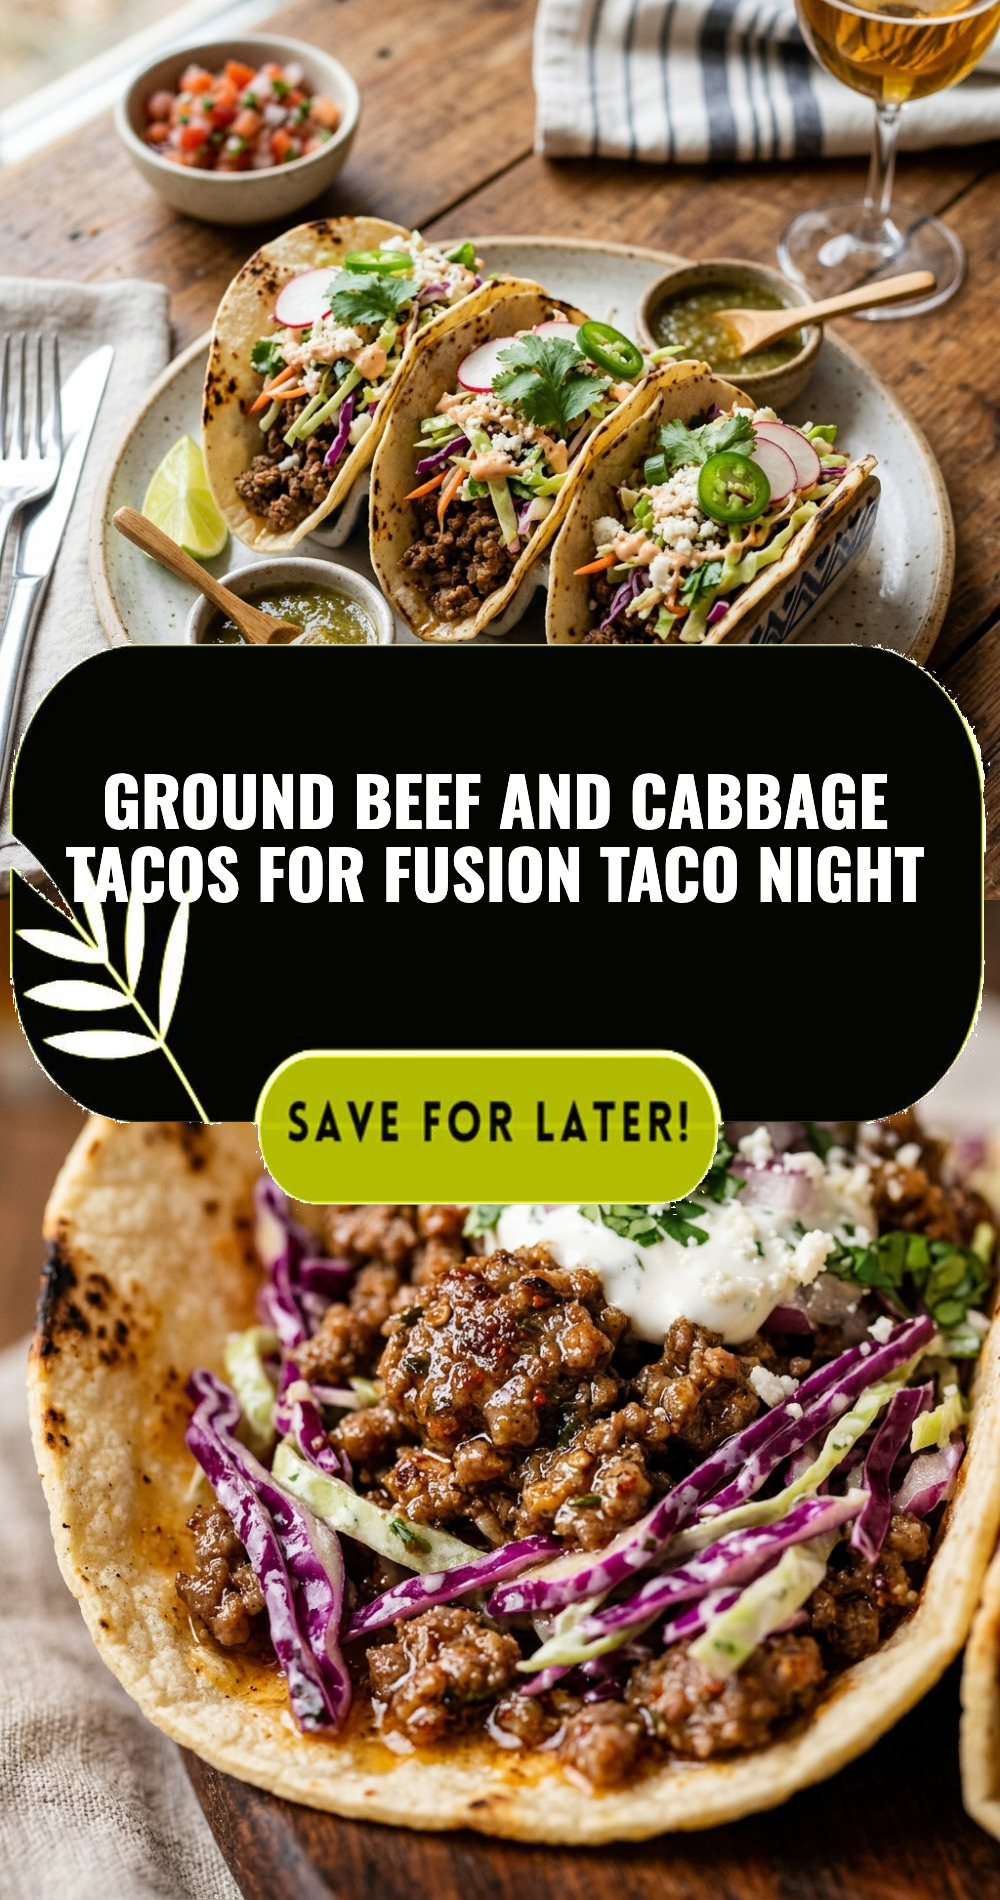 GROUND BEEF AND CABBAGE
TACOS FOR FUSION TACO NIGHT
SAVE FOR LATER!